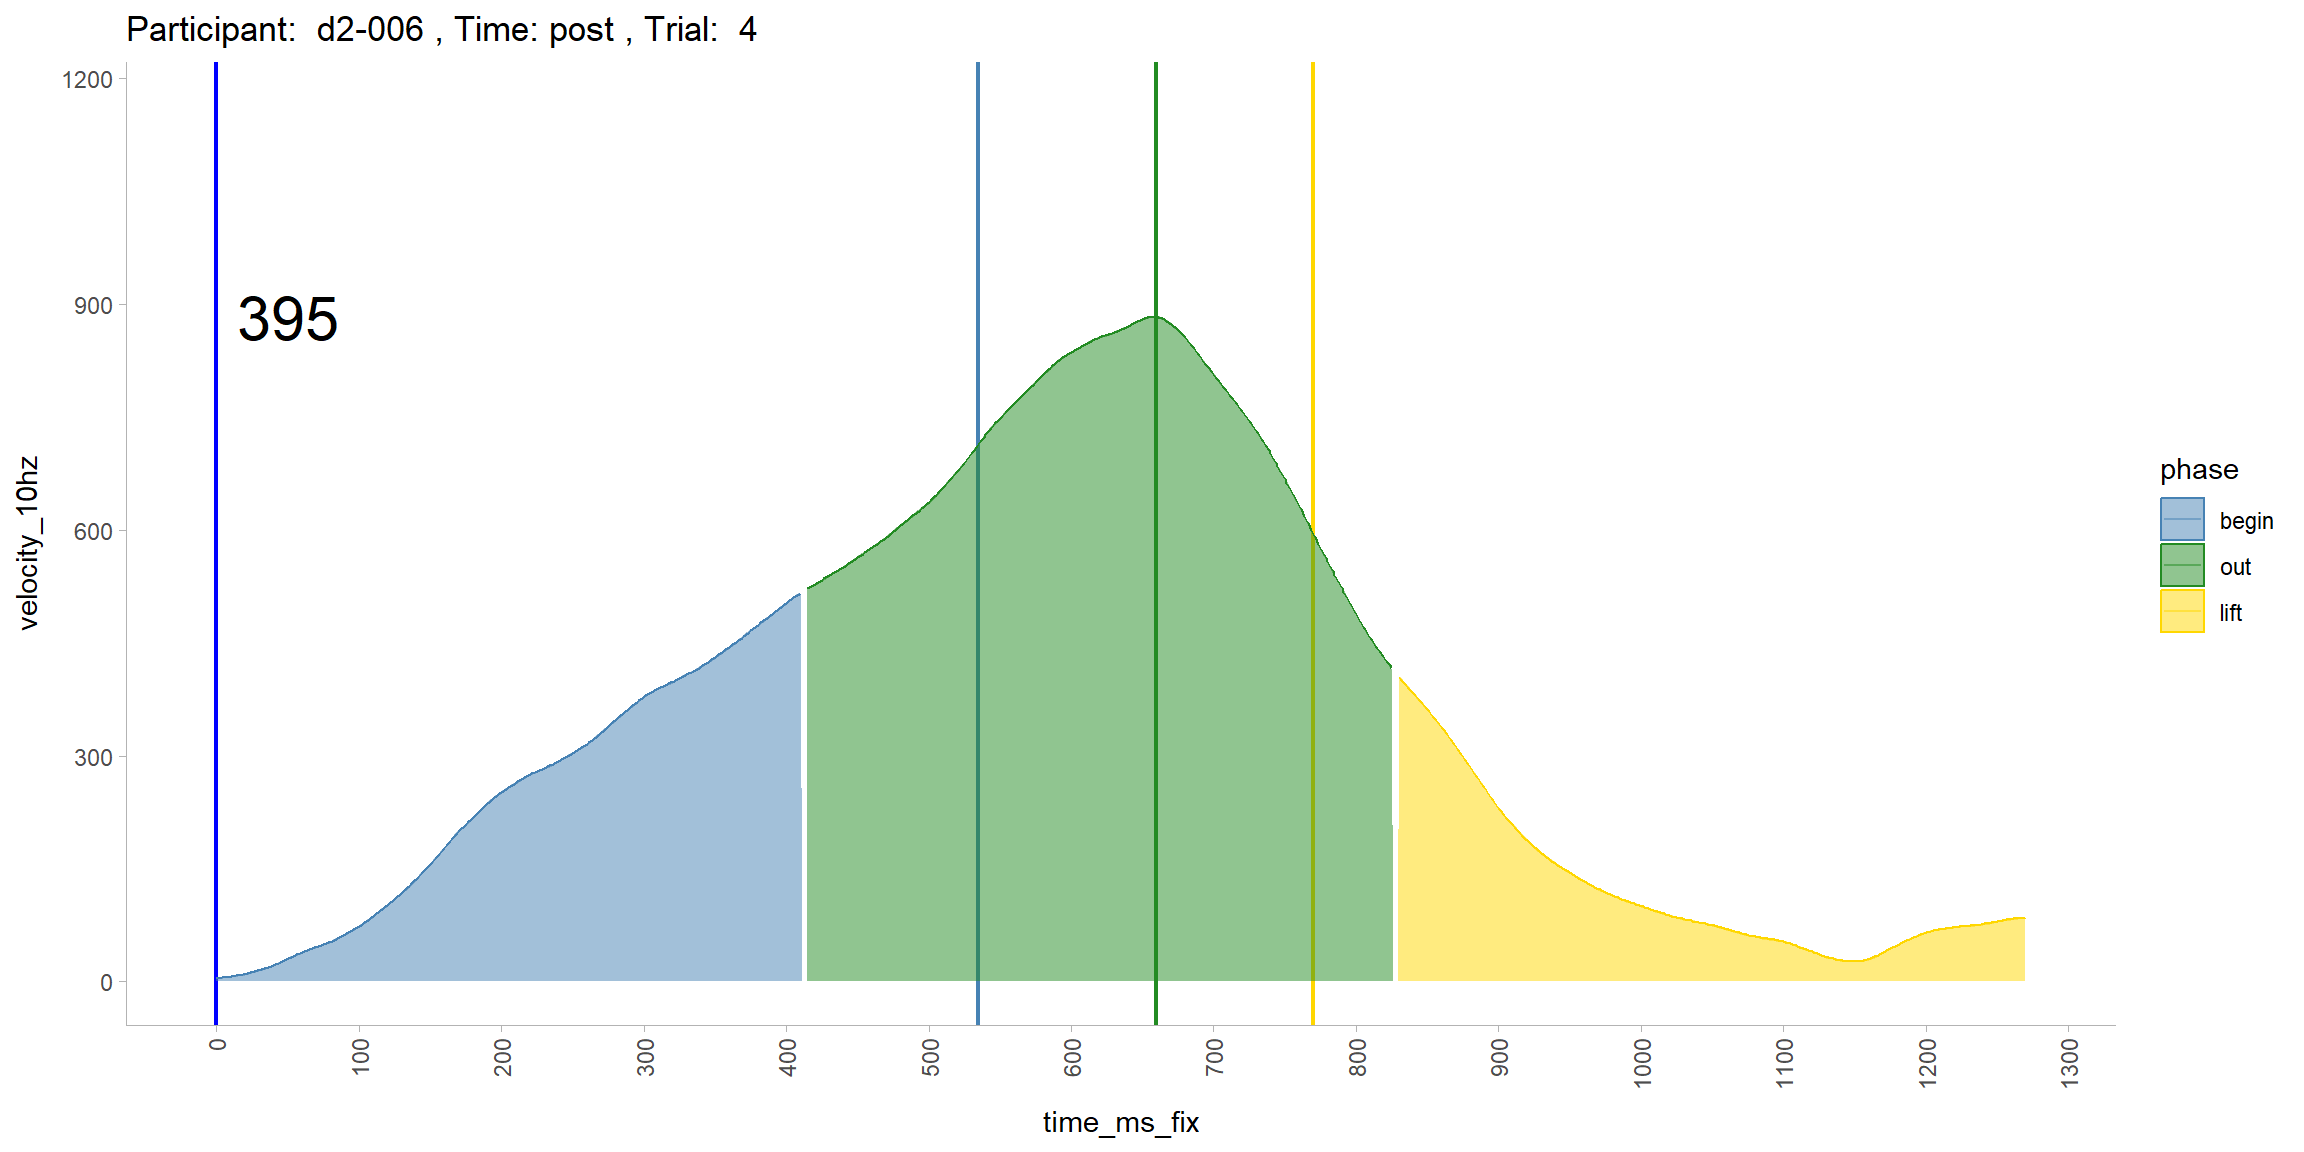 Participant:  d2-006 , Time: post , Trial:  4
1200
900
600
300
0
velocity_10hz
395
0
100
200
300
400
500
600
700
800
900
1000
1100
1200
1300
time_ms_fix
phase
begin
out
lift